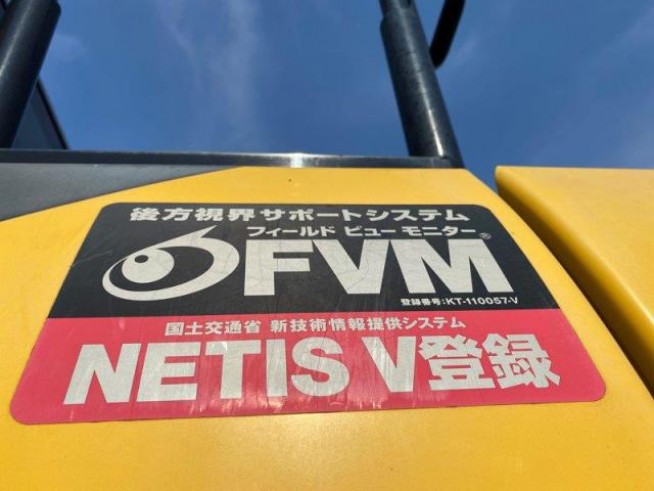 後方視界サポートシステム
フィールド ビュー モニター
FVM®
登録番号:KT-110057-V
国土交通省 新技術情報提供システム
NETIS V登録